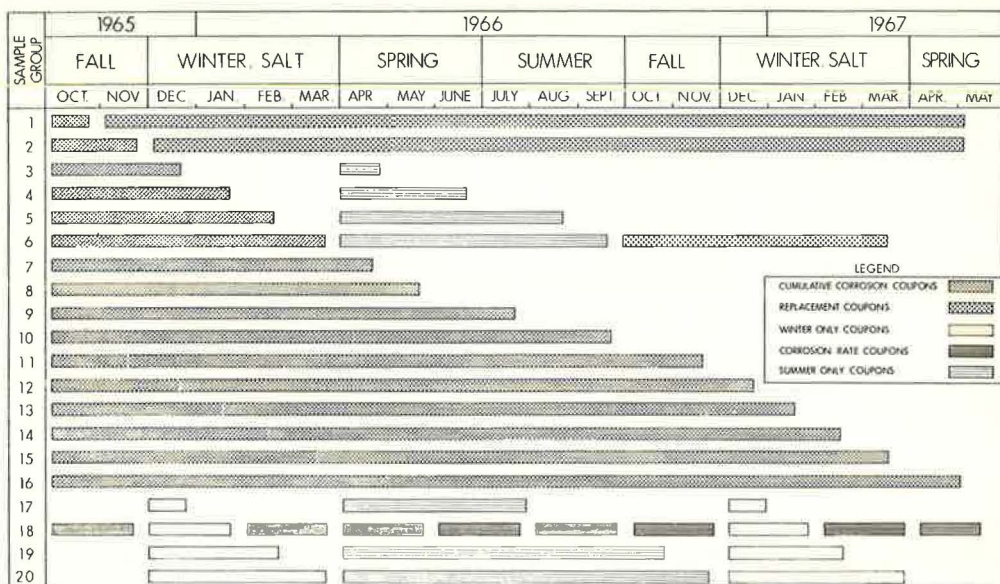 1965 1966 1967
SAMPLE GROUP
FALL WINTER SALT SPRING SUMMER FALL WINTER SALT SPRING
OCT. NOV DEC. JAN. FEB. MAR. APR MAY JUNE JULY AUG SEPT. OCT. NOV. DEC. JAN. FEB MAR. APR. MAY
1
2
3
4
5
6
7
8
9
10
11
12
13
14
15
16
17
18
19
20
LEGEND
CUMULATIVE CORROSION COUPONS
REPLACEMENT COUPONS
WINTER ONLY COUPONS
CORROSION RATE COUPONS
SUMMER ONLY COUPONS